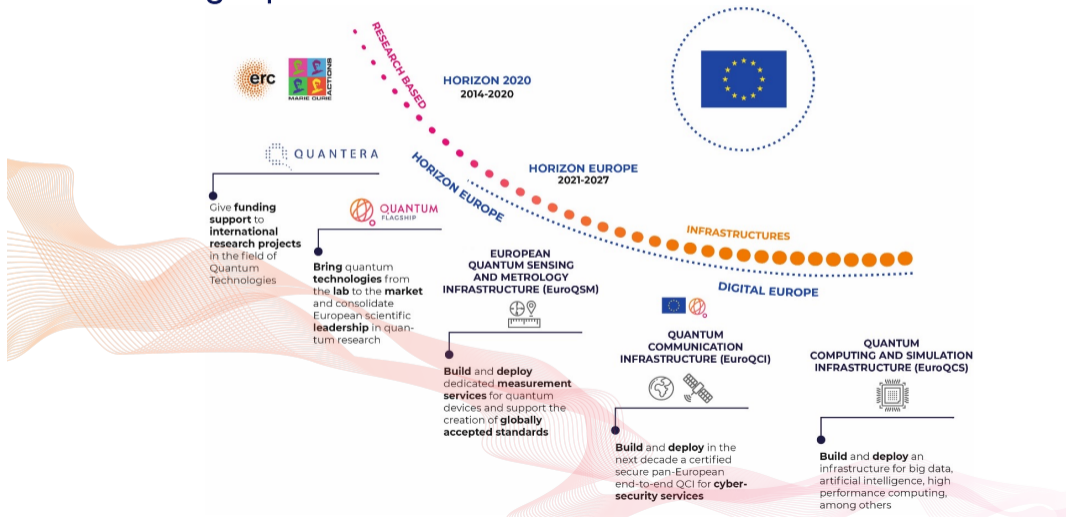 RESEARCH BASED
erc
MARIE CURIE ACTIONS
HORIZON 2020
2014-2020
QUANTERA
HORIZON EUROPE
HORIZON EUROPE
2021-2027
Give funding
support to
international
research projects
in the field of
Quantum
Technologies
QUANTUM
FLAGSHIP
Bring quantum
technologies from
the lab to the market
and consolidate
European scientific
leadership in quan-
tum research
INFRASTRUCTURES
DIGITAL EUROPE
EUROPEAN
QUANTUM SENSING
AND METROLOGY
INFRASTRUCTURE (EuroQSM)
Build and deploy
dedicated measurement
services for quantum
devices and support the
creation of globally
accepted standards
QUANTUM
COMMUNICATION
INFRASTRUCTURE (EuroQCI)
Build and deploy in the
next decade a certified
secure pan-European
end-to-end QCI for cyber-
security services
QUANTUM
COMPUTING AND SIMULATION
INFRASTRUCTURE (EuroQCS)
Build and deploy an
infrastructure for big data,
artificial intelligence, high
performance computing,
among others